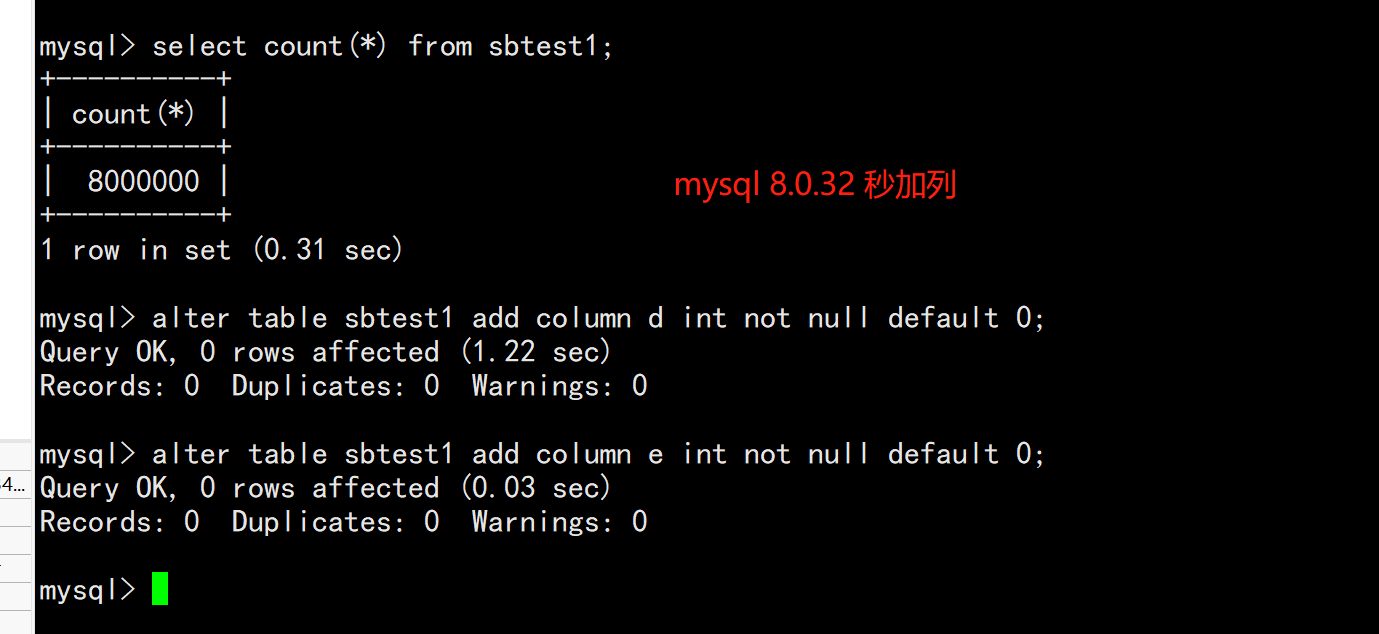 mysql> select count(*) from sbtest1;
+----------+
| count(*) |
+----------+
|  8000000 |
mysql 8.0.32 秒加列
+----------+
1 row in set (0.31 sec)
mysql> alter table sbtest1 add column d int not null default 0;
Query OK, 0 rows affected (1.22 sec)
Records: 0  Duplicates: 0  Warnings: 0
mysql> alter table sbtest1 add column e int not null default 0;
64...
Query OK, 0 rows affected (0.03 sec)
Records: 0  Duplicates: 0  Warnings: 0
mysql>